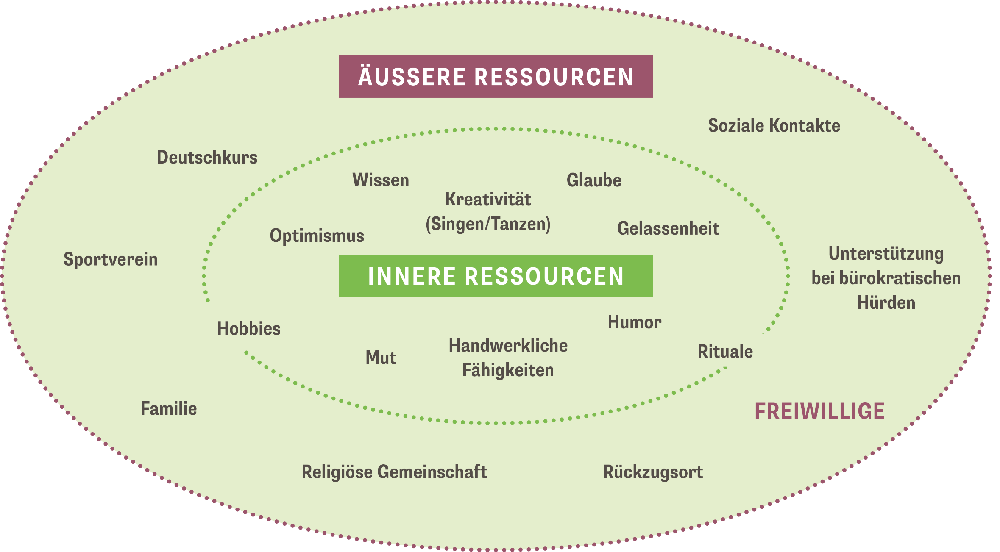 ÄUSSERE RESSOURCEN
Soziale Kontakte
Deutschkurs
Wissen
Glaube
Kreativität
(Singen/Tanzen)
Optimismus
Gelassenheit
Sportverein
INNERE RESSOURCEN
Unterstützung
bei bürokratischen
Hürden
Hobbies
Humor
Mut
Handwerkliche
Fähigkeiten
Rituale
Familie
FREIWILLIGE
Religiöse Gemeinschaft
Rückzugsort